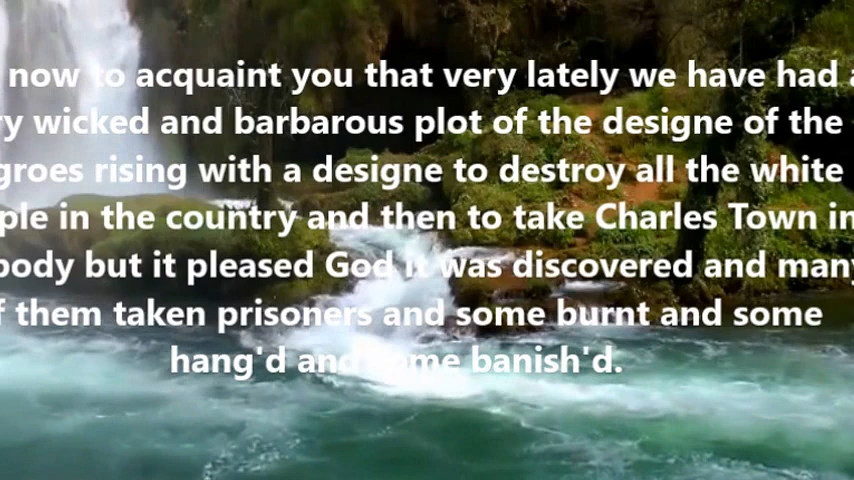 now to acquaint you that very lately we have had a
ry wicked and barbarous plot of the designe of the
groes rising with a designe to destroy all the white
ple in the country and then to take Charles Town in
body but it pleased God it was discovered and many
f them taken prisoners and some burnt and some
hang'd and some banish'd.